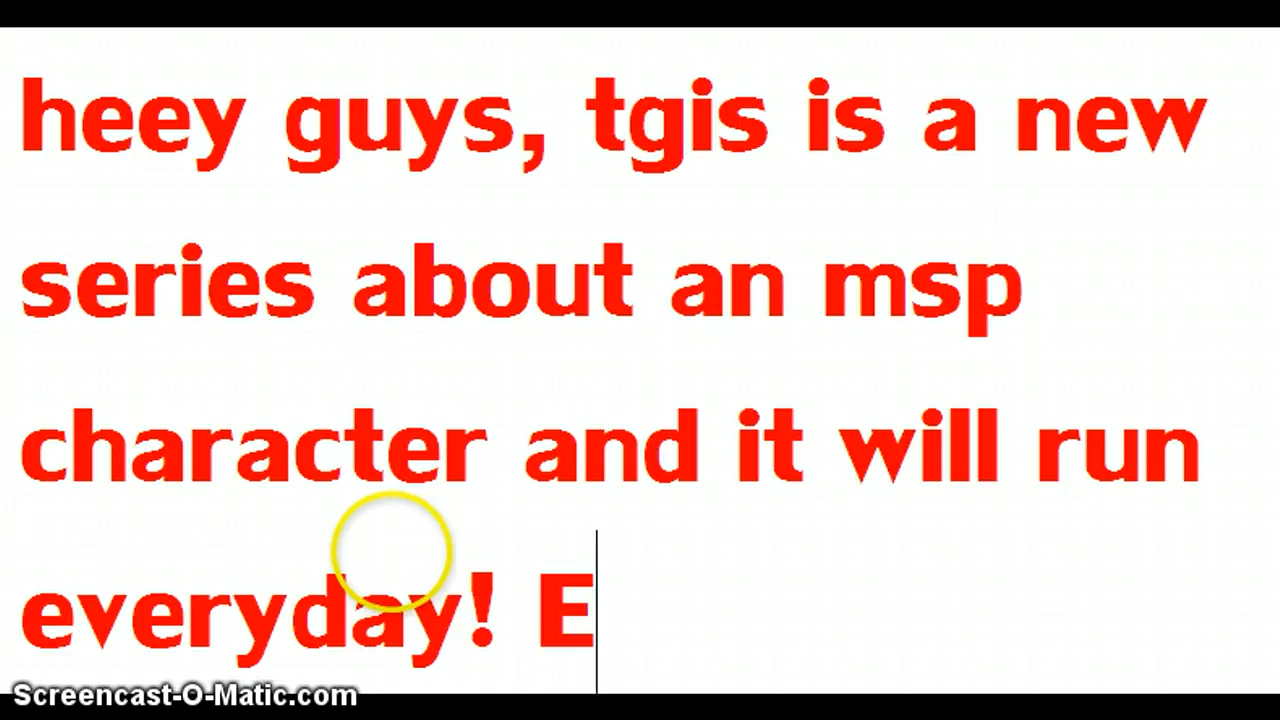 heey guys, tgis is a new
series about an msp
character and it will run
everyday! E
Screencast-O-Matic.com